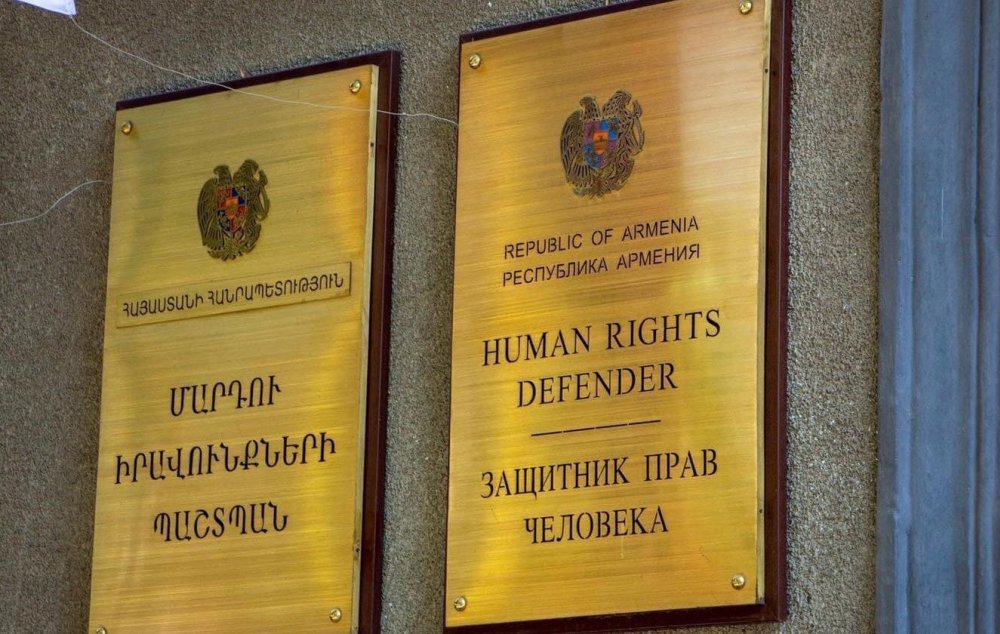 ՀԱՅԱՍՏԱՆԻ ՀԱՆՐԱՊԵՏՈՒԹՅՈՒՆ
ՄԱՐԴՈՒ
ԻՐԱՎՈՒՆՔՆԵՐԻ
ՊԱՇՏՊԱՆ
REPUBLIC OF ARMENIA
РЕСПУБЛИКА АРМЕНИЯ
HUMAN RIGHTS
DEFENDER
ЗАЩИТНИК ПРАВ
ЧЕЛОВЕКА